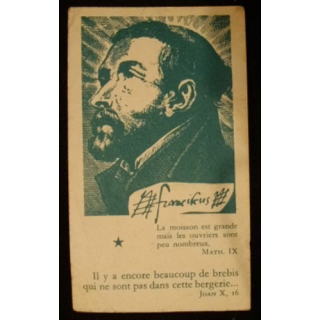 franciscus
La moisson est grande
mais les ouvriers sont
peu nombreux.
Math. IX
Il y a encore beaucoup de brebis
qui ne sont pas dans cette bergerie...
Joan X, 16